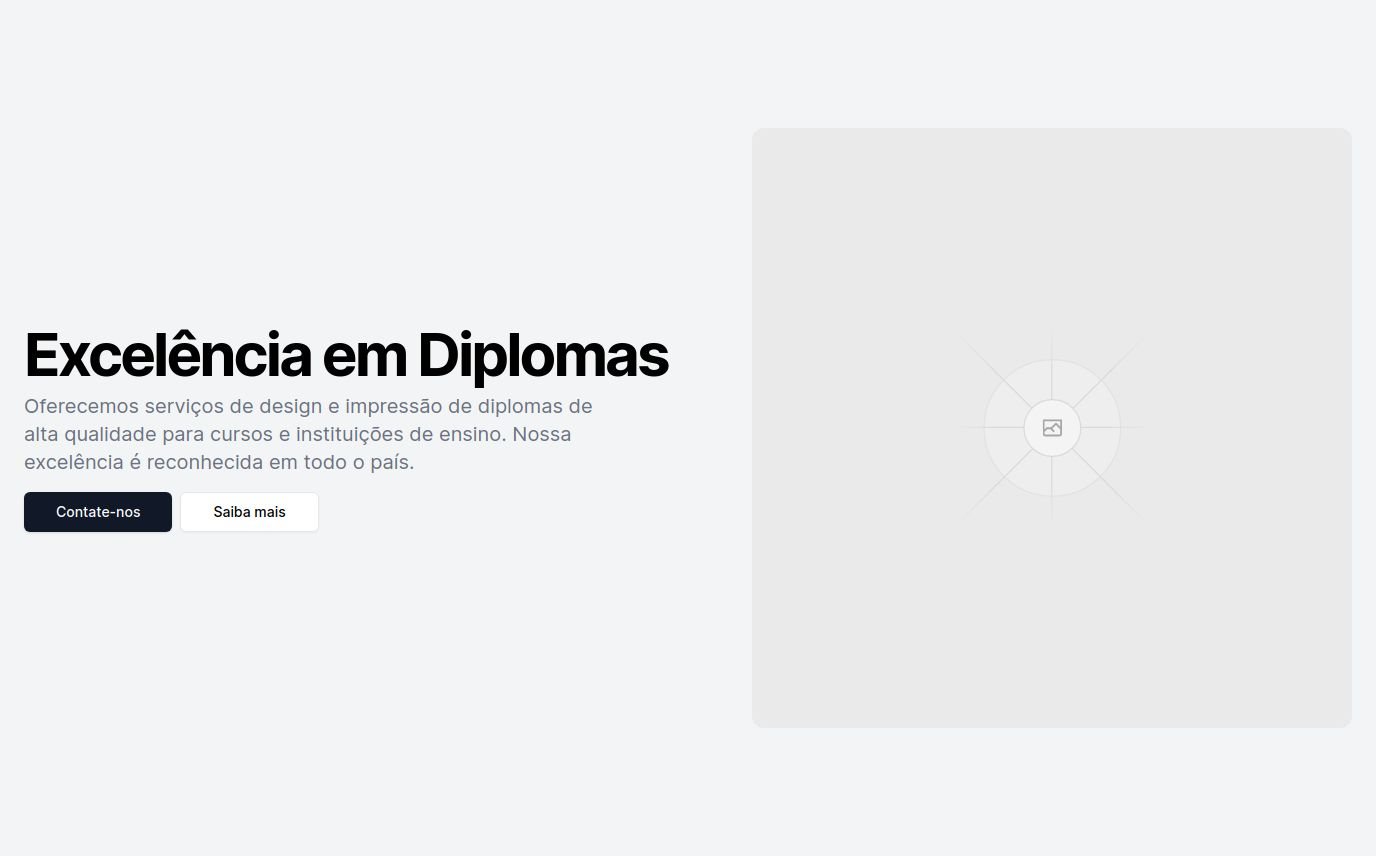 Excelência em Diplomas
Oferecemos serviços de design e impressão de diplomas de
alta qualidade para cursos e instituições de ensino. Nossa
excelência é reconhecida em todo o país.
Contate-nos
Saiba mais